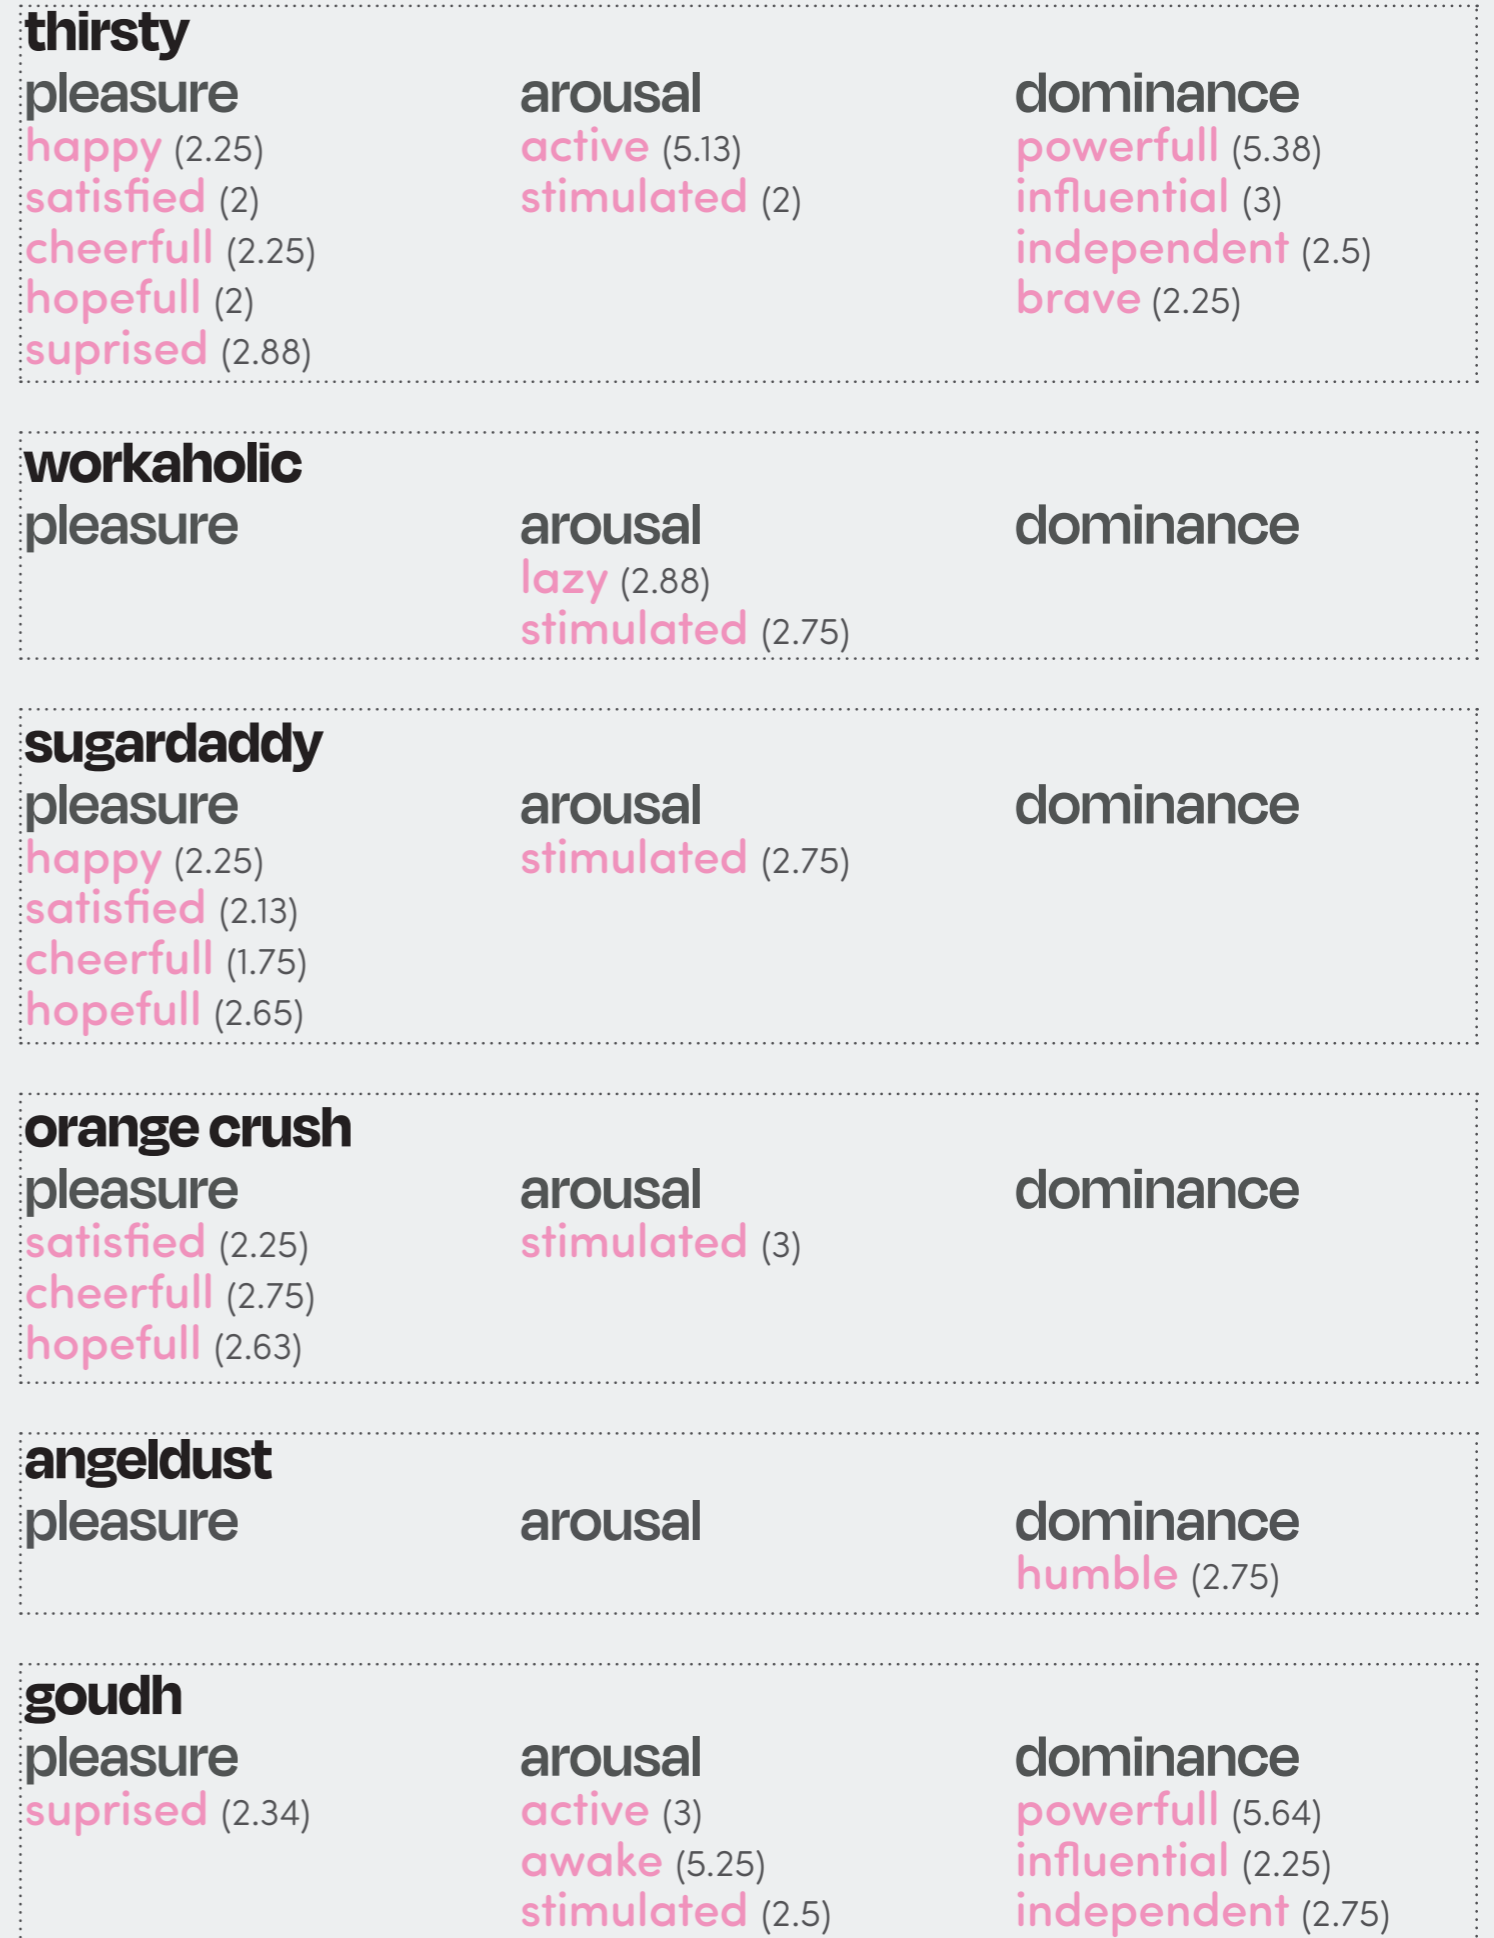 thirsty
pleasure arousal dominance
happy (2.25) active (5.13) powerfull (5.38)
satisfied (2) stimulated (2) influential (3)
cheerfull (2.25) independent (2.5)
hopefull (2) brave (2.25)
suprised (2.88)
workaholic
pleasure arousal dominance
lazy (2.88)
stimulated (2.75)
sugardaddy
pleasure arousal dominance
happy (2.25) stimulated (2.75)
satisfied (2.13)
cheerfull (1.75)
hopefull (2.65)
orange crush
pleasure arousal dominance
satisfied (2.25) stimulated (3)
cheerfull (2.75)
hopefull (2.63)
angeldust
pleasure arousal dominance
humble (2.75)
goudh
pleasure arousal dominance
suprised (2.34) active (3) powerfull (5.64)
awake (5.25) influential (2.25)
stimulated (2.5) independent (2.75)